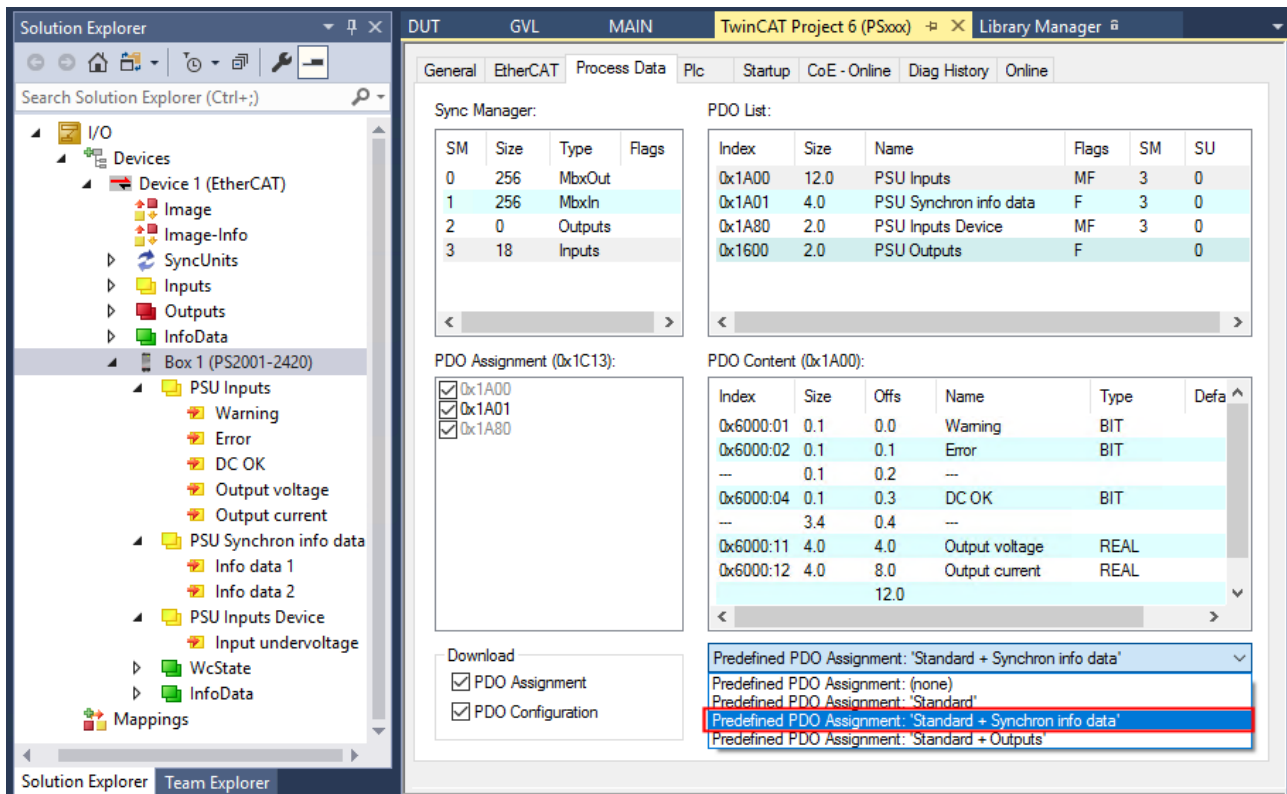 Solution Explorer
Search Solution Explorer (Ctrl+;)
I/O
Devices
Device 1 (EtherCAT)
Image
Image-Info
SyncUnits
Inputs
Outputs
InfoData
Box 1 (PS2001-2420)
PSU Inputs
Warning
Error
DC OK
Output voltage
Output current
PSU Synchron info data
Info data 1
Info data 2
PSU Inputs Device
Input undervoltage
WcState
InfoData
Mappings
Solution Explorer Team Explorer
DUT GVL MAIN TwinCAT Project 6 (PSxxx) Library Manager
General EtherCAT Process Data Plc Startup CoE - Online Diag History Online
Sync Manager:
SM Size Type Flags
0 256 MbxOut
1 256 MbxIn
2 0 Outputs
3 18 Inputs
PDO List:
Index Size Name Flags SM SU
0x1A00 12.0 PSU Inputs MF 3 0
0x1A01 4.0 PSU Synchron info data F 3 0
0x1A80 2.0 PSU Inputs Device MF 3 0
0x1600 2.0 PSU Outputs F 0
PDO Assignment (0x1C13):
0x1A00
0x1A01
0x1A80
PDO Content (0x1A00):
Index Size Offs Name Type Defa
0x6000:01 0.1 0.0 Warning BIT
0x6000:02 0.1 0.1 Error BIT
--- 0.1 0.2 ---
0x6000:04 0.1 0.3 DC OK BIT
--- 3.4 0.4 ---
0x6000:11 4.0 4.0 Output voltage REAL
0x6000:12 4.0 8.0 Output current REAL
12.0
Download
PDO Assignment
PDO Configuration
Predefined PDO Assignment: 'Standard + Synchron info data'
Predefined PDO Assignment: (none)
Predefined PDO Assignment: 'Standard'
Predefined PDO Assignment: 'Standard + Synchron info data'
Predefined PDO Assignment: 'Standard + Outputs'